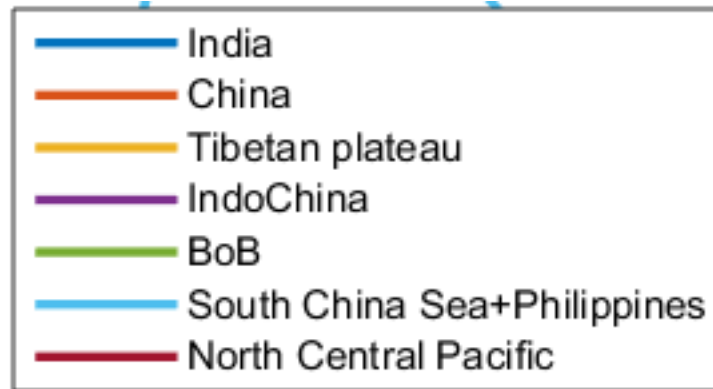 India
China
Tibetan plateau
IndoChina
BoB
South China Sea+Philippines
North Central Pacific